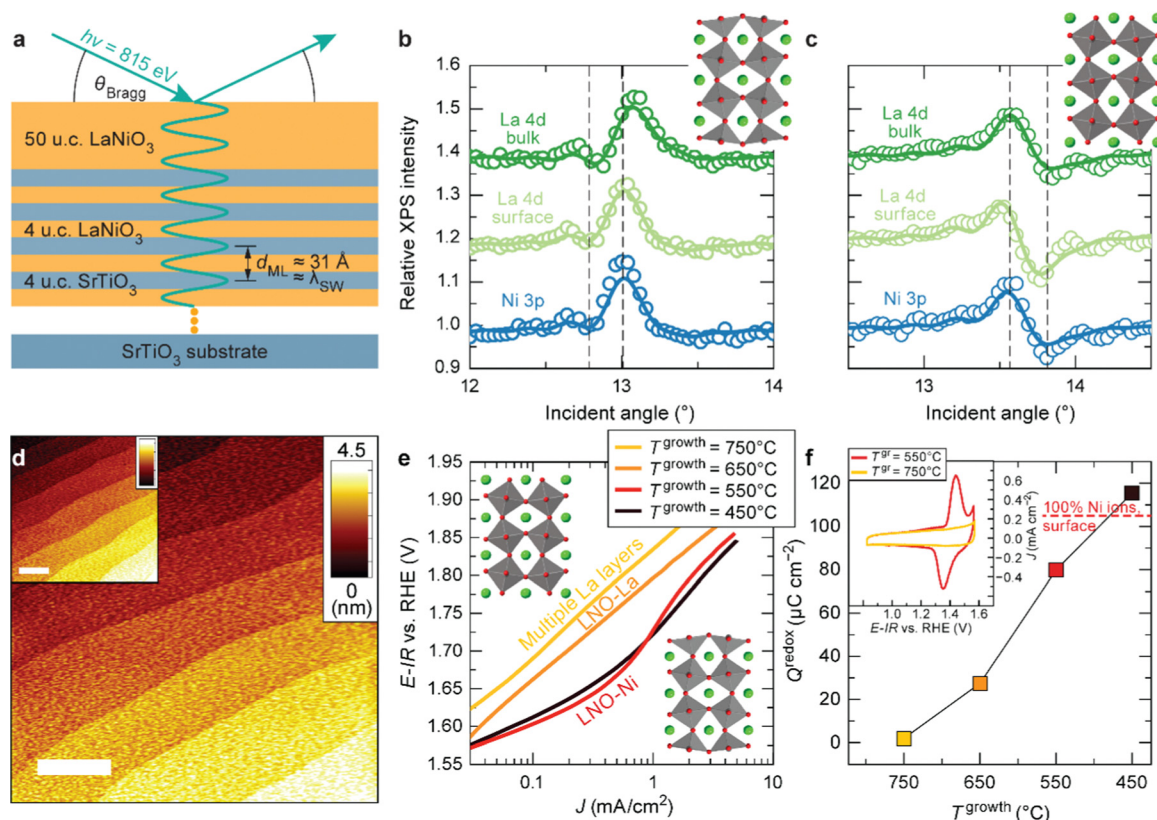 a
hν = 815 eV
θBragg
50 u.c. LaNiO3
4 u.c. LaNiO3
4 u.c. SrTiO3
dML ≈ 31 Å
≈ λSW
SrTiO3 substrate
b
Relative XPS intensity
1.6
1.5
1.4
1.3
1.2
1.1
1.0
0.9
La 4d
bulk
La 4d
surface
Ni 3p
12
13
14
Incident angle (°)
c
La 4d
bulk
La 4d
surface
Ni 3p
13
14
Incident angle (°)
d
4.5
0
(nm)
e
E-IR vs. RHE (V)
1.95
1.90
1.85
1.80
1.75
1.70
1.65
1.60
1.55
Tgrowth = 750°C
Tgrowth = 650°C
Tgrowth = 550°C
Tgrowth = 450°C
Multiple La layers
LNO-La
LNO-Ni
0.1
1
10
J (mA/cm2)
f
Qredox (µC cm−2)
120
100
80
60
40
20
0
Tgr = 550°C
Tgr = 750°C
0.6
0.4
0.2
0.0
−0.2
−0.4
J (mA cm−2)
1.0
1.2
1.4
1.6
E-IR vs. RHE (V)
100% Ni ions,
surface
750
650
550
450
Tgrowth (°C)